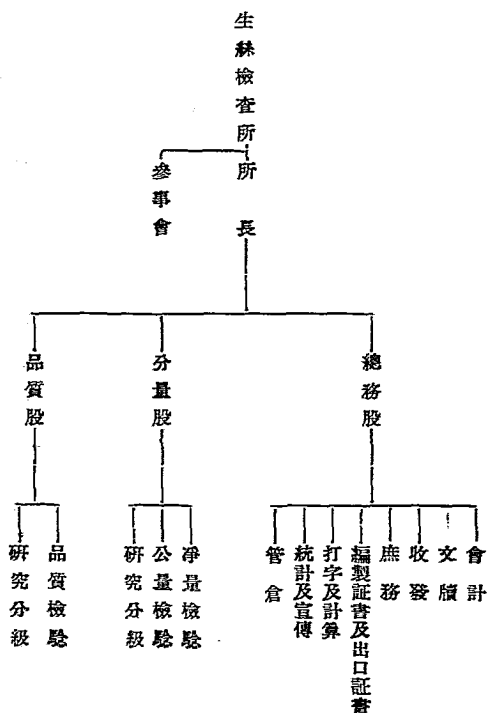 生絲檢查所
所長
參事會
總務股
分量股
品質股
會計
文牘
收發
庶務
編製証書及出口証書
打字及計算
統計及宣傳
管倉
淨量檢驗
公量檢驗
研究分級
品質檢驗
研究分級